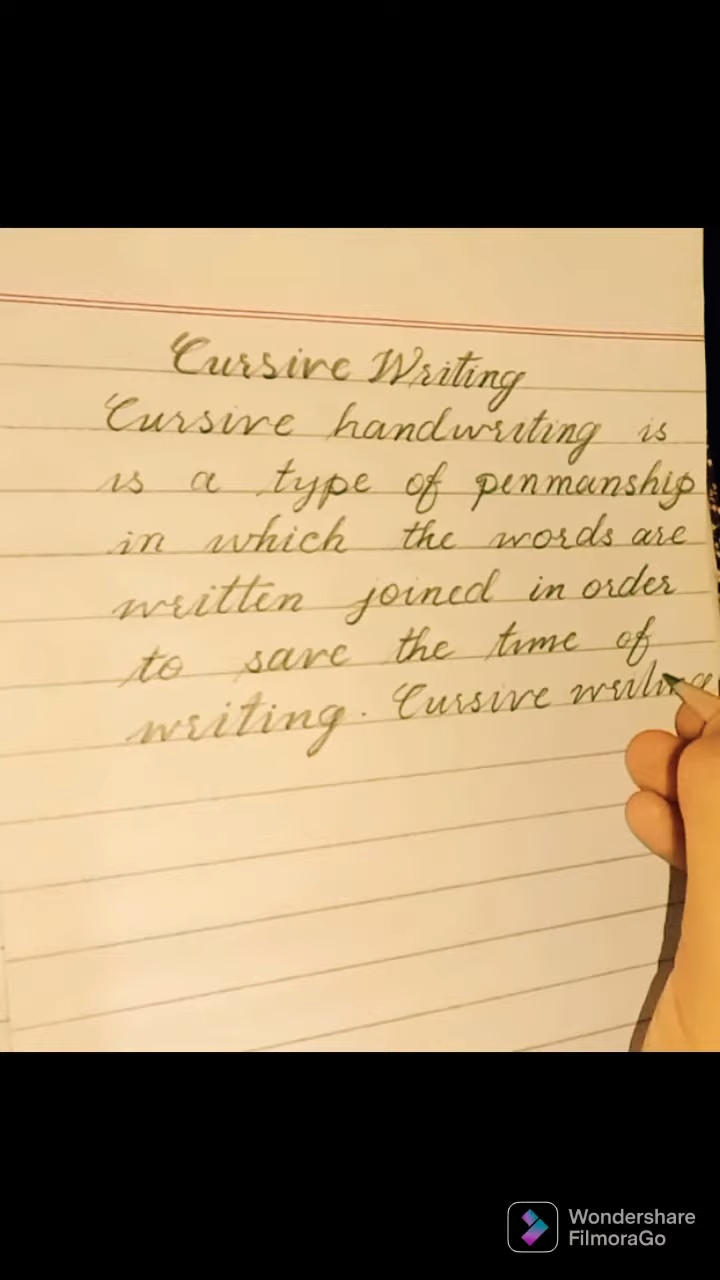 Cursive Writing
Cursive handwriting is
is a type of penmanship
in which the words are
written joined in order
to save the time of
writing. Cursive writing
Wondershare
FilmoraGo